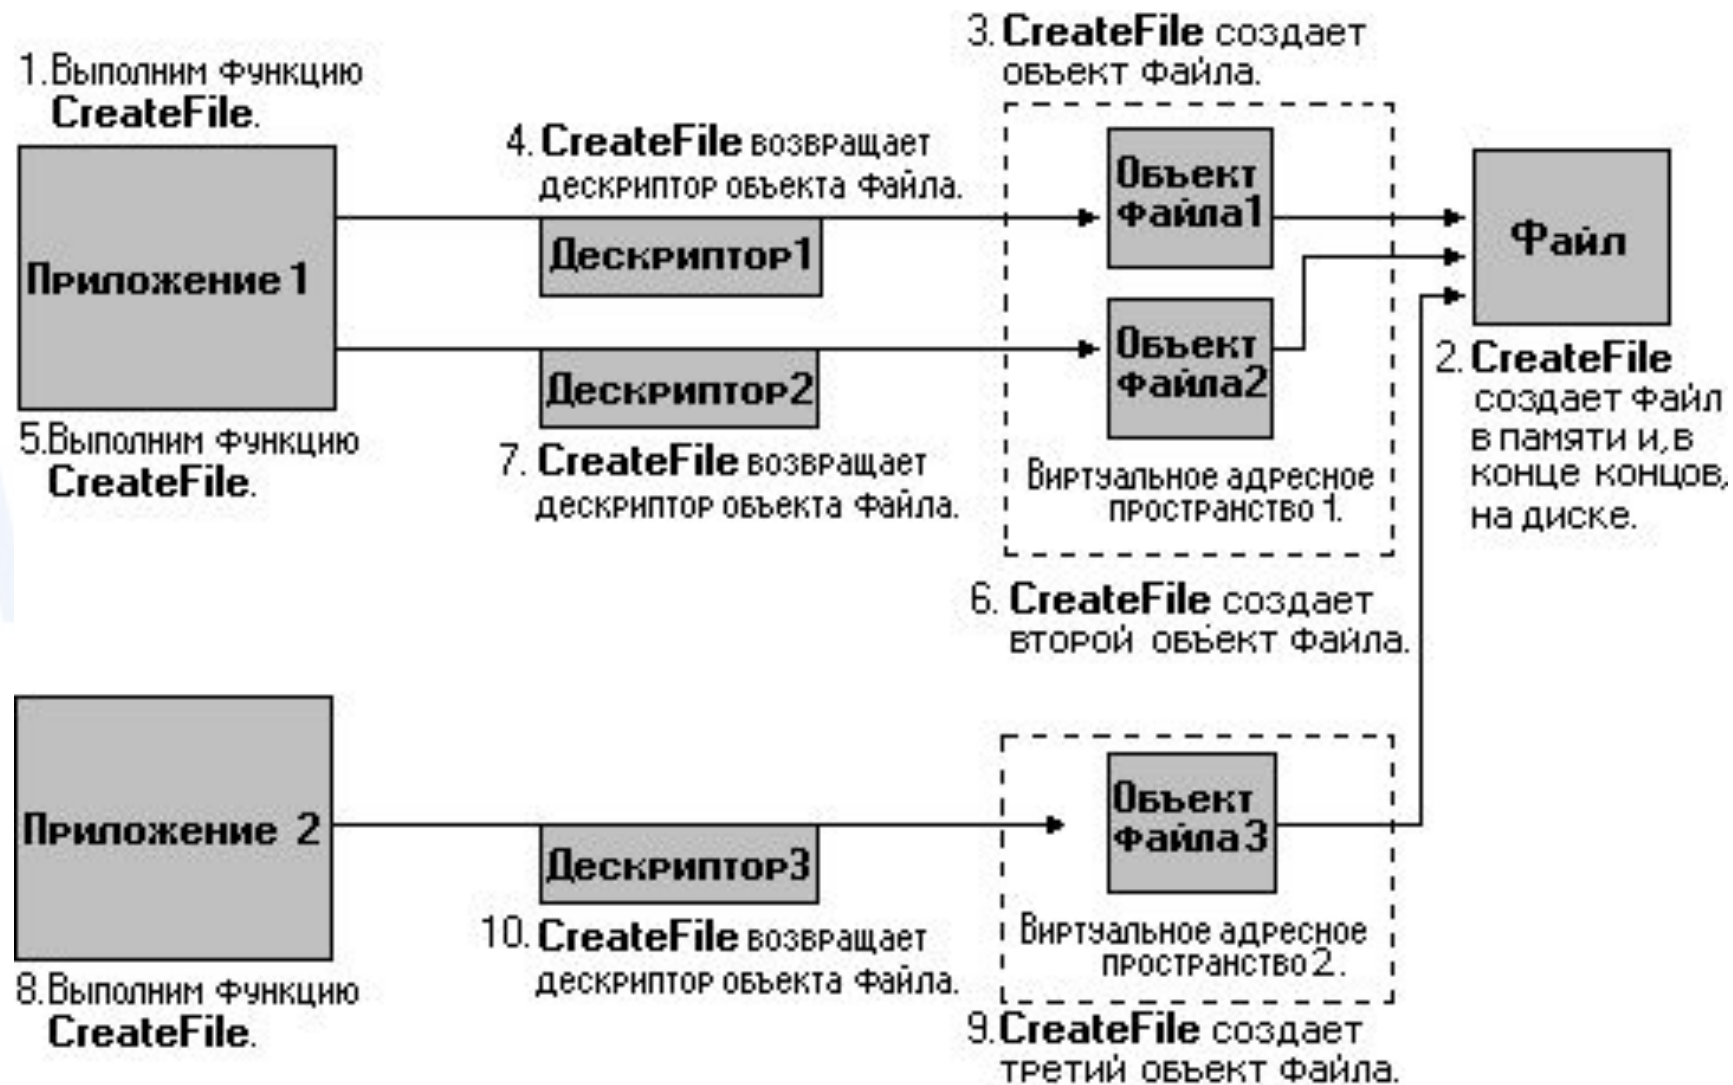 1. Выполним функцию
CreateFile.
Приложение 1
5. Выполним функцию
CreateFile.
4. CreateFile возвращает
дескриптор объекта файла.
Дескриптор1
Дескриптор2
7. CreateFile возвращает
дескриптор объекта файла.
3. CreateFile создает
объект файла.
Объект
файла1
Объект
файла2
Виртуальное адресное
пространство 1.
6. CreateFile создает
второй объект файла.
Файл
2. CreateFile
создает файл
в памяти и, в
конце концов,
на диске.
Приложение 2
8. Выполним функцию
CreateFile.
Дескриптор3
10. CreateFile возвращает
дескриптор объекта файла.
Объект
файла3
Виртуальное адресное
пространство 2.
9. CreateFile создает
третий объект файла.